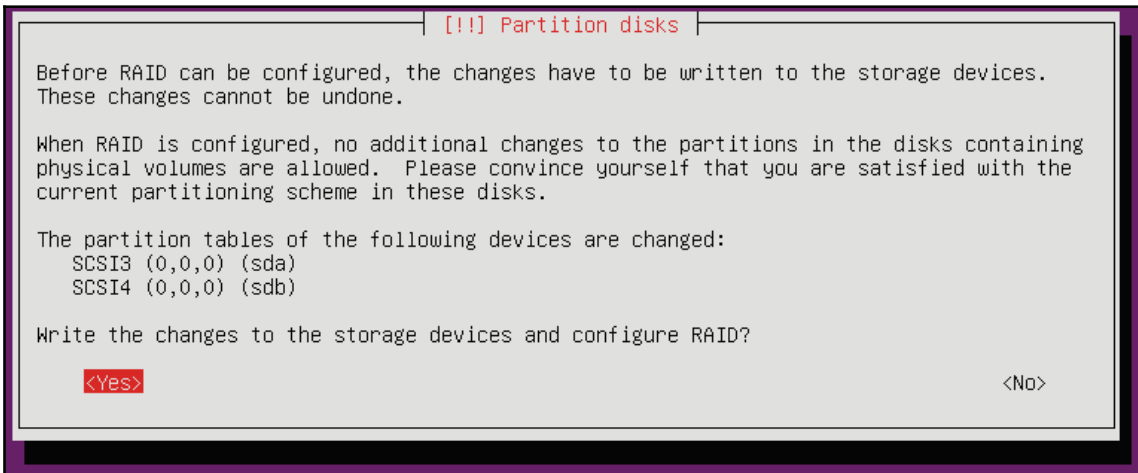 [!!] Partition disks
Before RAID can be configured, the changes have to be written to the storage devices.
These changes cannot be undone.
When RAID is configured, no additional changes to the partitions in the disks containing
physical volumes are allowed.  Please convince yourself that you are satisfied with the
current partitioning scheme in these disks.
The partition tables of the following devices are changed:
SCSI3 (0,0,0) (sda)
SCSI4 (0,0,0) (sdb)
Write the changes to the storage devices and configure RAID?
<Yes> <No>